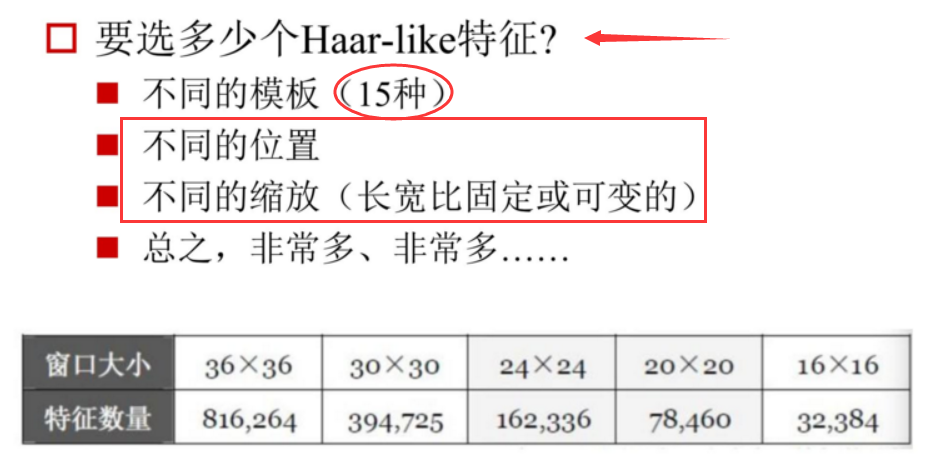 要选多少个Haar-like特征?
不同的模板（15种）
不同的位置
不同的缩放（长宽比固定或可变的）
总之，非常多、非常多……
窗口大小 36×36 30×30 24×24 20×20 16×16
特征数量 816,264 394,725 162,336 78,460 32,384